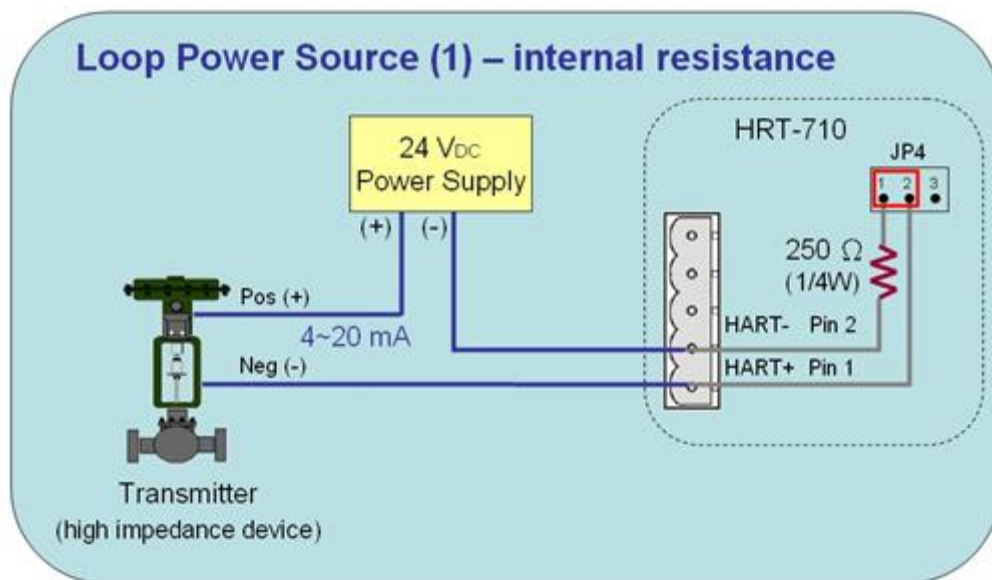 Loop Power Source (1) – internal resistance
24 VDC
Power Supply
(+) (-)
HRT-710
JP4
1 2 3
250 Ω
(1/4W)
Pos (+)
4~20 mA
HART- Pin 2
Neg (-)
HART+ Pin 1
Transmitter
(high impedance device)